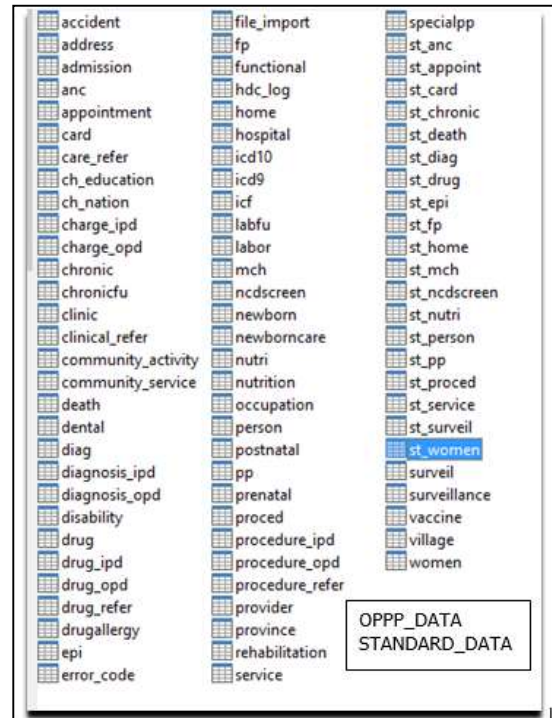 accident
address
admission
anc
appointment
card
care_refer
ch_education
ch_nation
charge_ipd
charge_opd
chronic
chronicfu
clinic
clinical_refer
community_activity
community_service
death
dental
diag
diagnosis_ipd
diagnosis_opd
disability
drug
drug_ipd
drug_opd
drug_refer
drugallergy
epi
error_code
file_import
fp
functional
hdc_log
home
hospital
icd10
icd9
icf
labfu
labor
mch
ncdscreen
newborn
newborncare
nutri
nutrition
occupation
person
postnatal
pp
prenatal
proced
procedure_ipd
procedure_opd
procedure_refer
provider
province
rehabilitation
service
specialpp
st_anc
st_appoint
st_card
st_chronic
st_death
st_diag
st_drug
st_epi
st_fp
st_home
st_mch
st_ncdscreen
st_nutri
st_person
st_pp
st_proced
st_service
st_surveil
st_women
surveil
surveillance
vaccine
village
women
OPPP_DATA
STANDARD_DATA